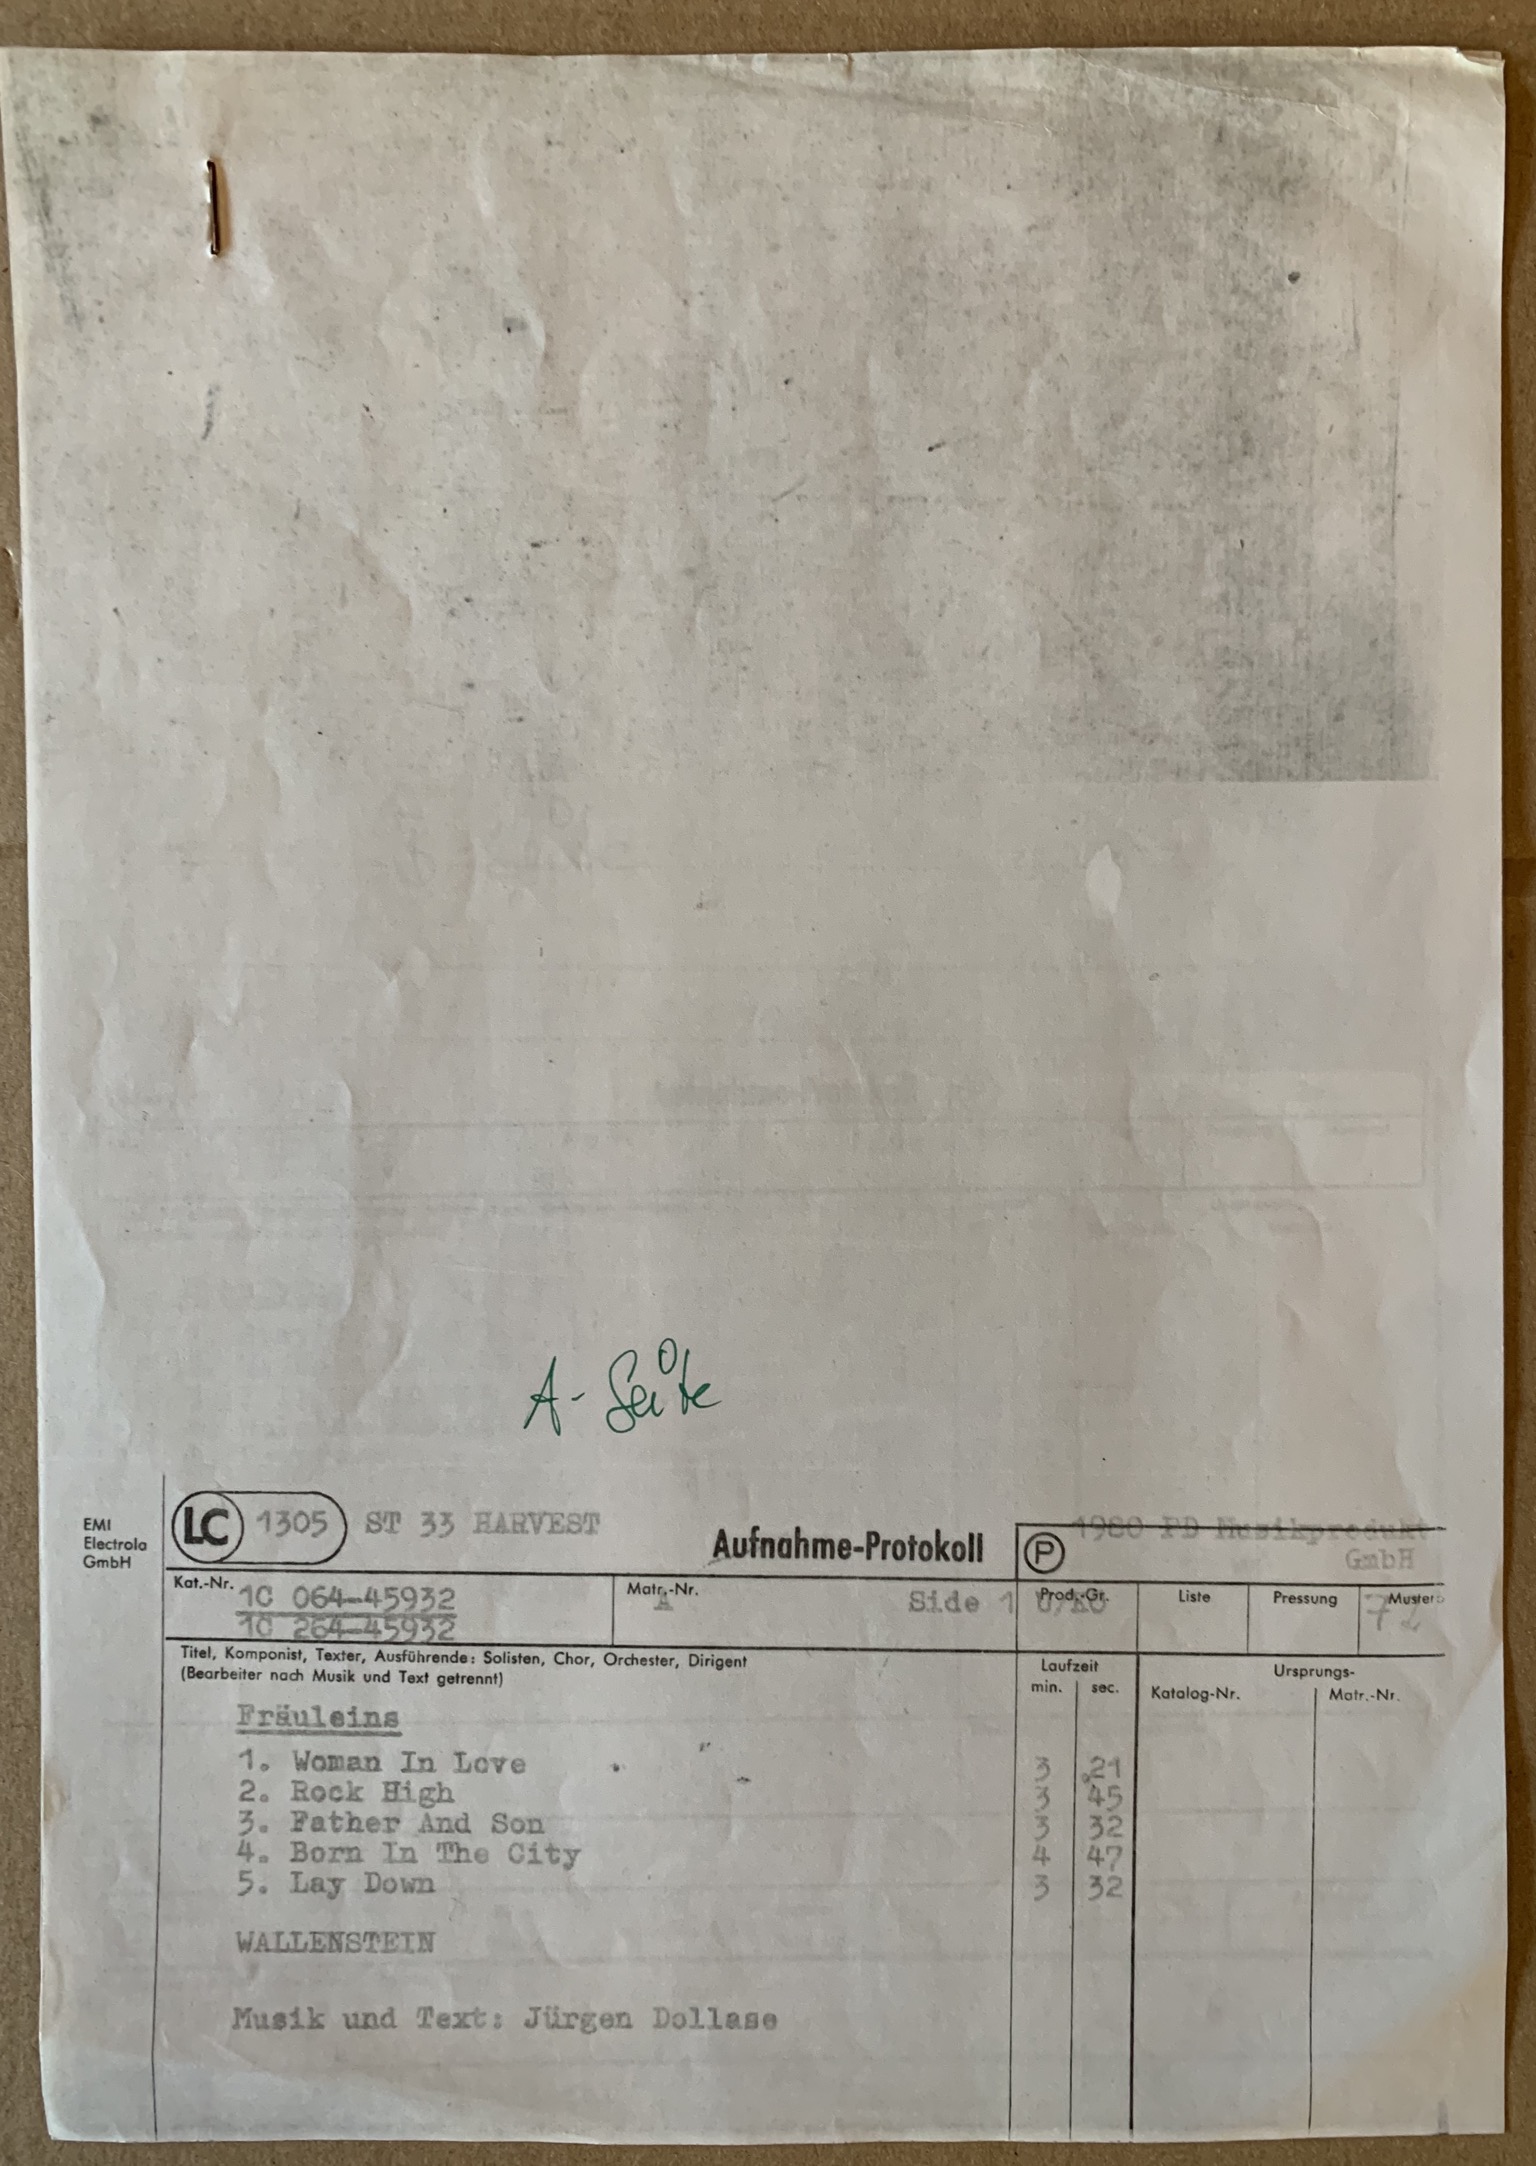 A-Seite
EMI
Electrola
GmbH
LC 1305 ST 33 HARVEST
Aufnahme-Protokoll
P 1980 PD Musikprodukt
GmbH
Kat.-Nr. 1C 064-45932
1C 264-45932
Matr.-Nr. A Side 1
Prod.-Gr.
Liste
Pressung
Muster
Titel, Komponist, Texter, Ausführende: Solisten, Chor, Orchester, Dirigent
(Bearbeiter nach Musik und Text getrennt)
Laufzeit
min. sec.
Ursprungs-
Katalog-Nr. Matr.-Nr.
Fräuleins
1. Woman In Love 3 21
2. Rock High 3 45
3. Father And Son 3 32
4. Born In The City 4 47
5. Lay Down 3 32
WALLENSTEIN
Musik und Text: Jürgen Dollase